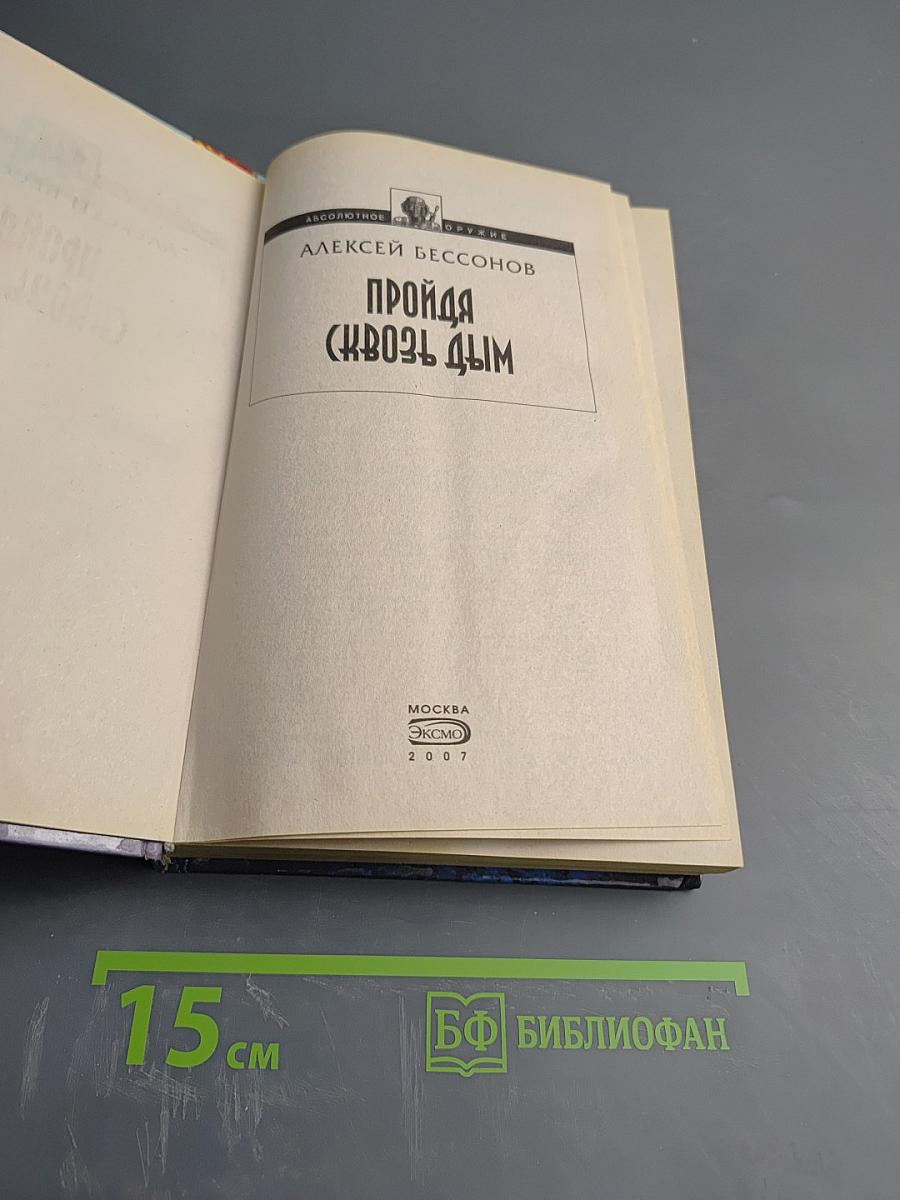 АБСОЛЮТНОЕ ОРУЖИЕ
АЛЕКСЕЙ БЕССОНОВ
ПРОЙДЯ
СКВОЗЬ ДЫМ
МОСКВА
ЭКСМО
2007
15 см
БФ БИБЛИОФАН